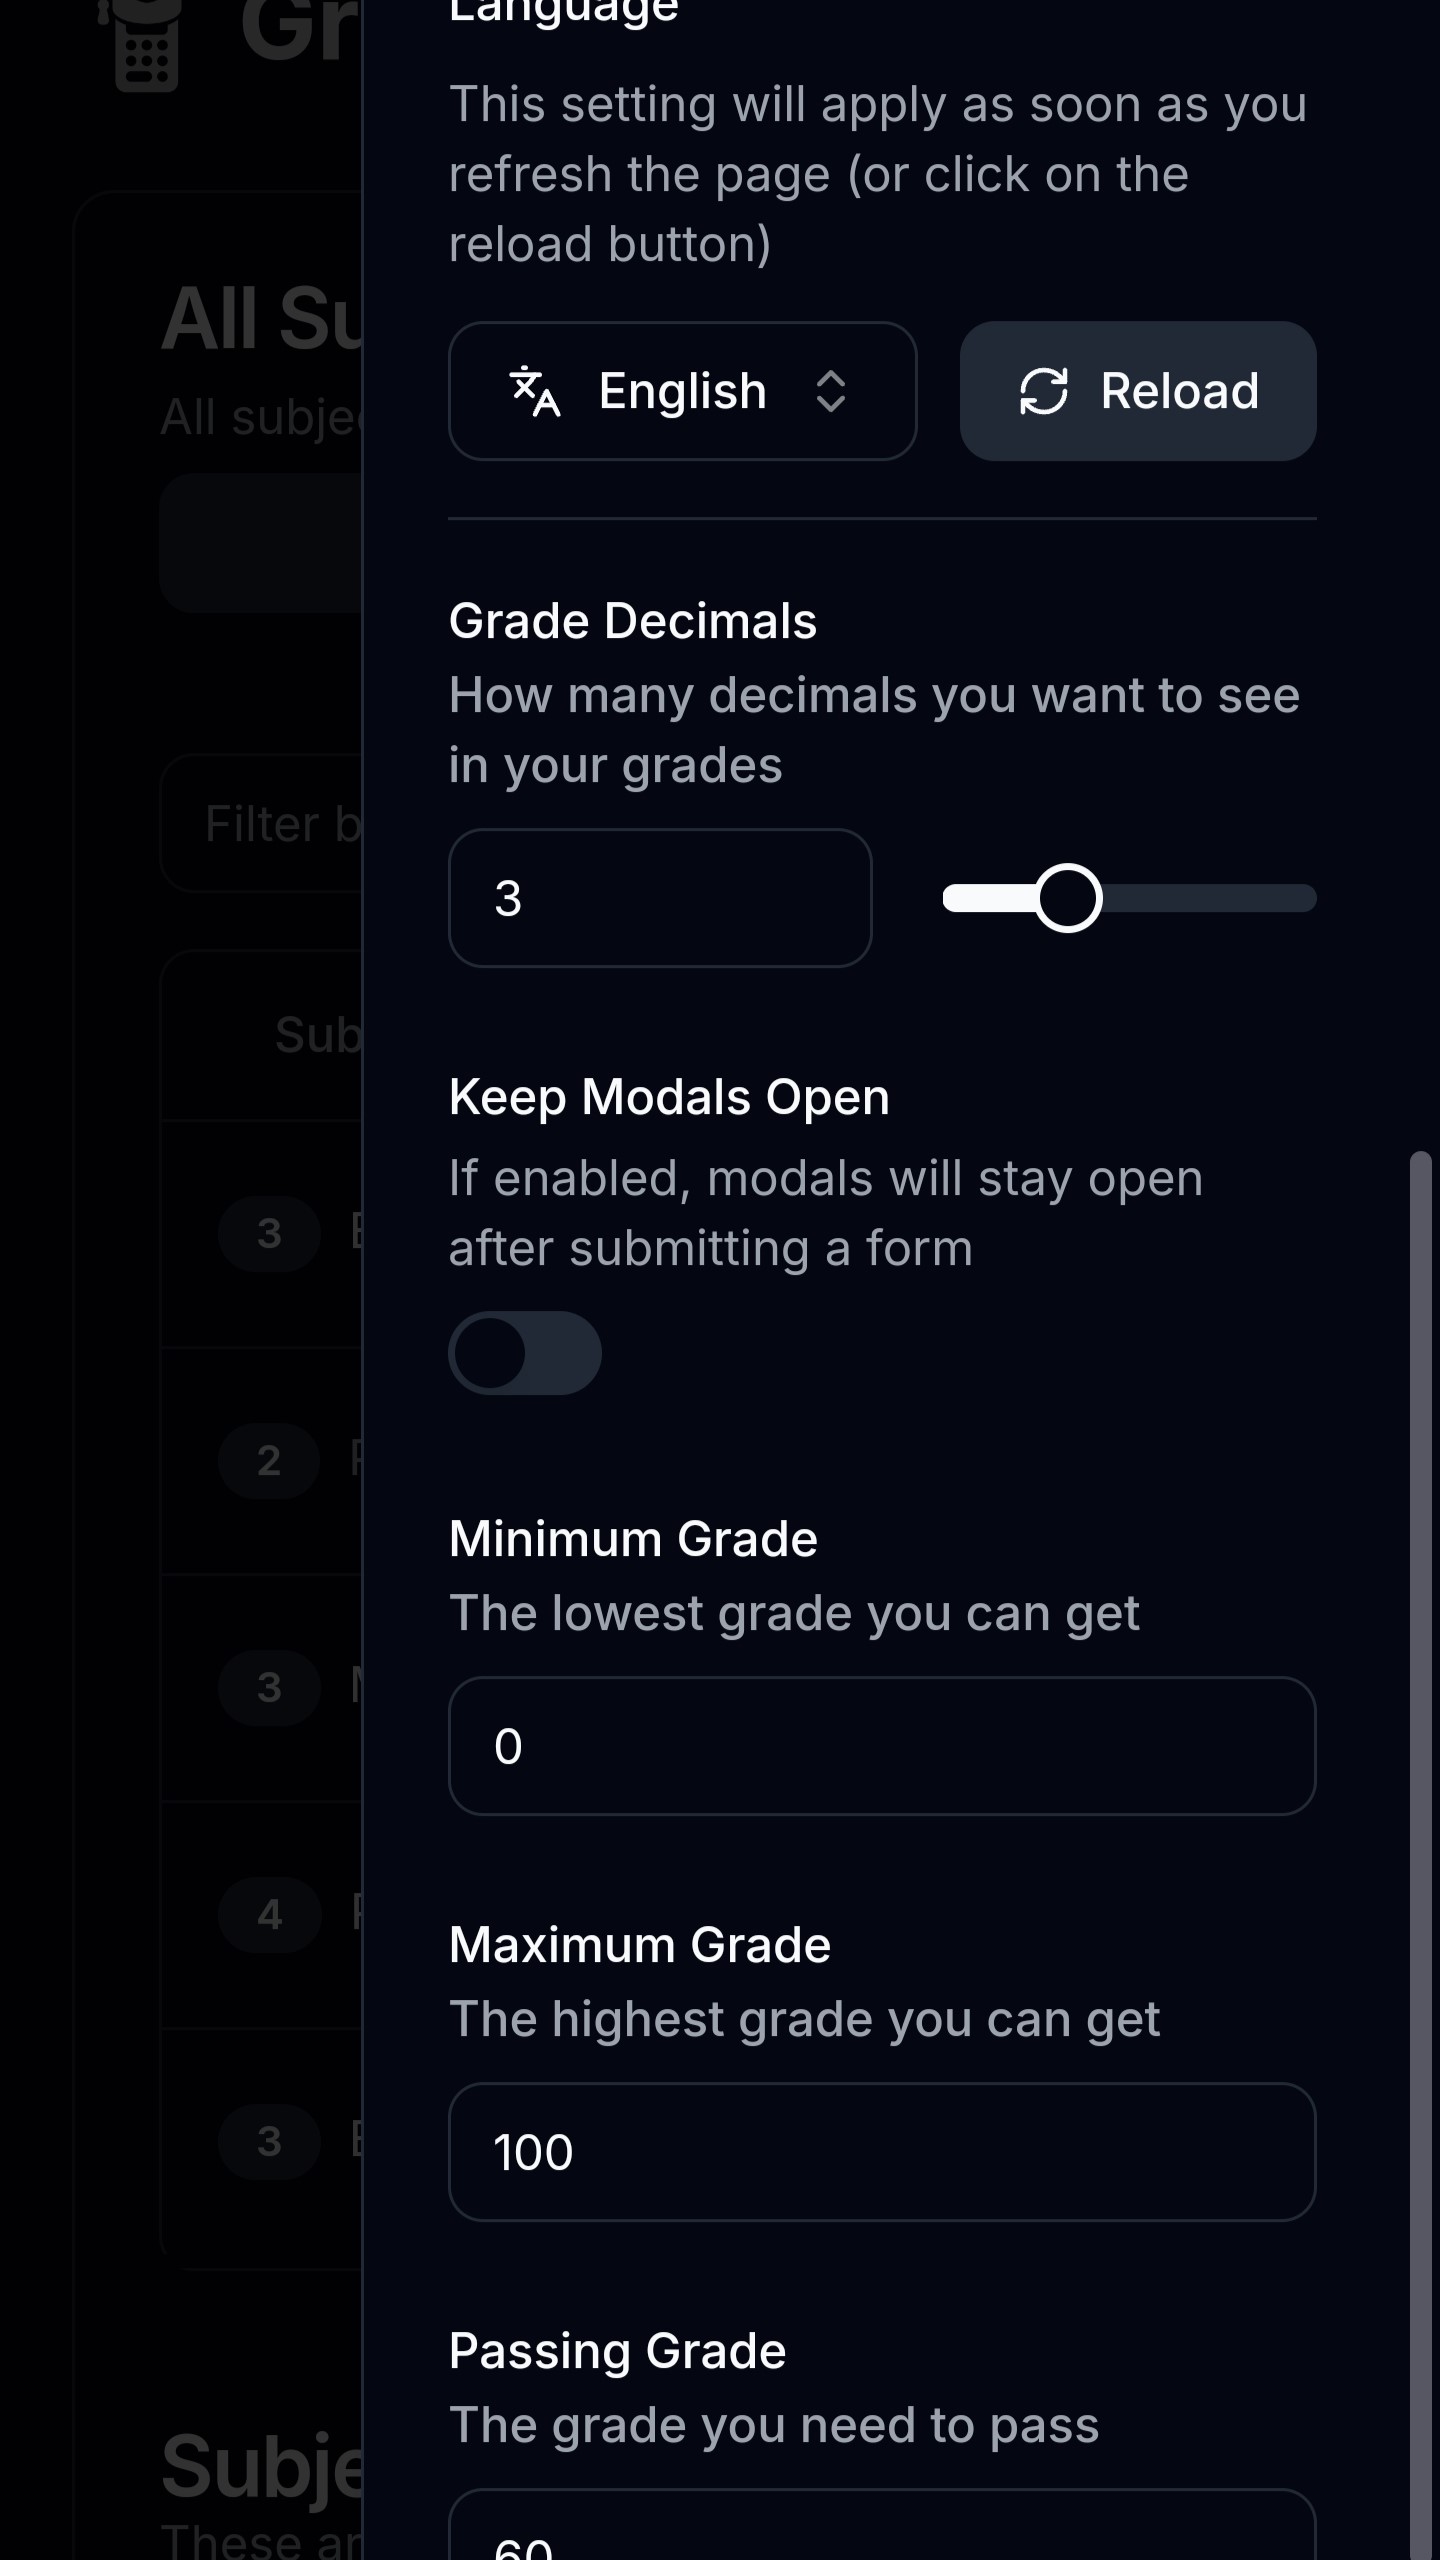 Gr
Language
This setting will apply as soon as you
refresh the page (or click on the
reload button)
English
Reload
All Su
All subje
Grade Decimals
How many decimals you want to see
in your grades
Filter b
3
Sub
Keep Modals Open
If enabled, modals will stay open
after submitting a form
3
2
Minimum Grade
The lowest grade you can get
3
0
4
Maximum Grade
The highest grade you can get
3
100
Passing Grade
The grade you need to pass
Subje
These ar
60